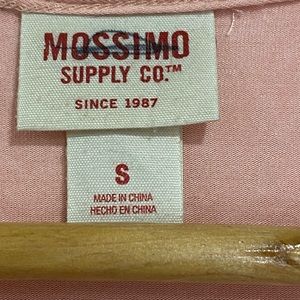 MOSSIMO
SUPPLY CO.™
SINCE 1987
S
MADE IN CHINA
HECHO EN CHINA